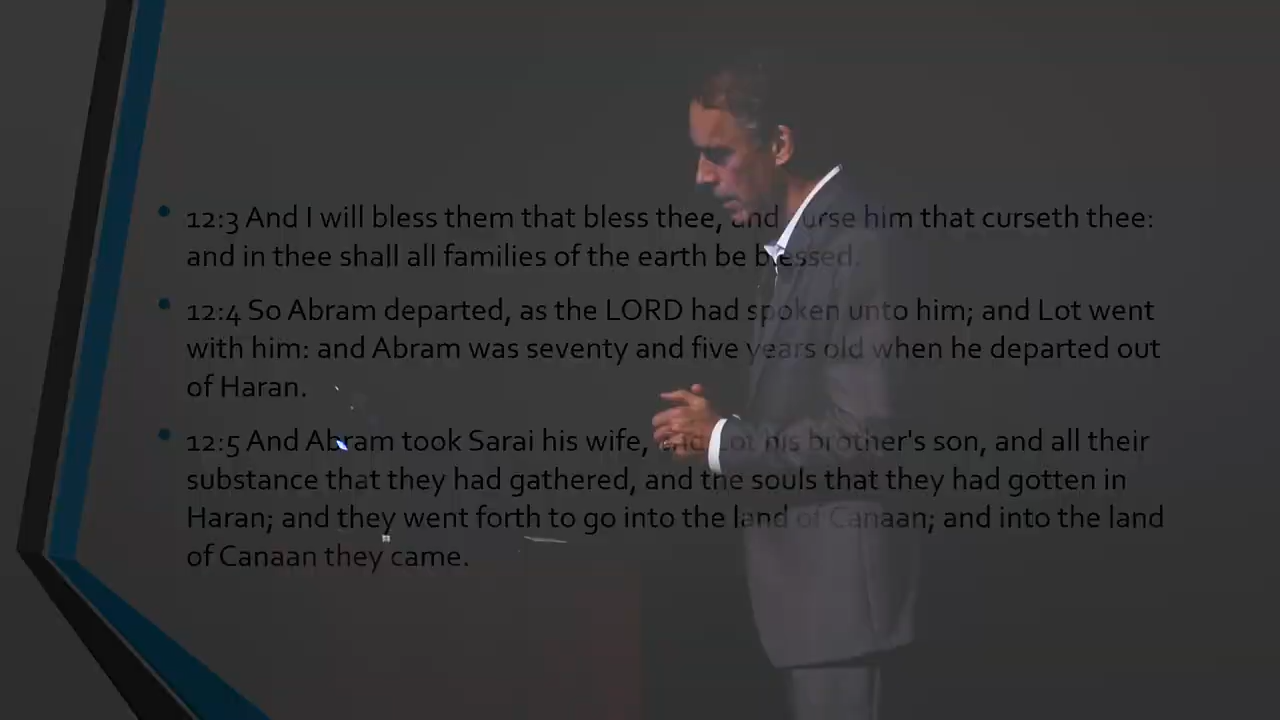 12:3 And I will bless them that bless thee, and curse him that curseth thee:
and in thee shall all families of the earth be blessed.
12:4 So Abram departed, as the LORD had spoken unto him; and Lot went
with him: and Abram was seventy and five years old when he departed out
of Haran.
12:5 And Abram took Sarai his wife, and Lot his brother's son, and all their
substance that they had gathered, and the souls that they had gotten in
Haran; and they went forth to go into the land of Canaan; and into the land
of Canaan they came.